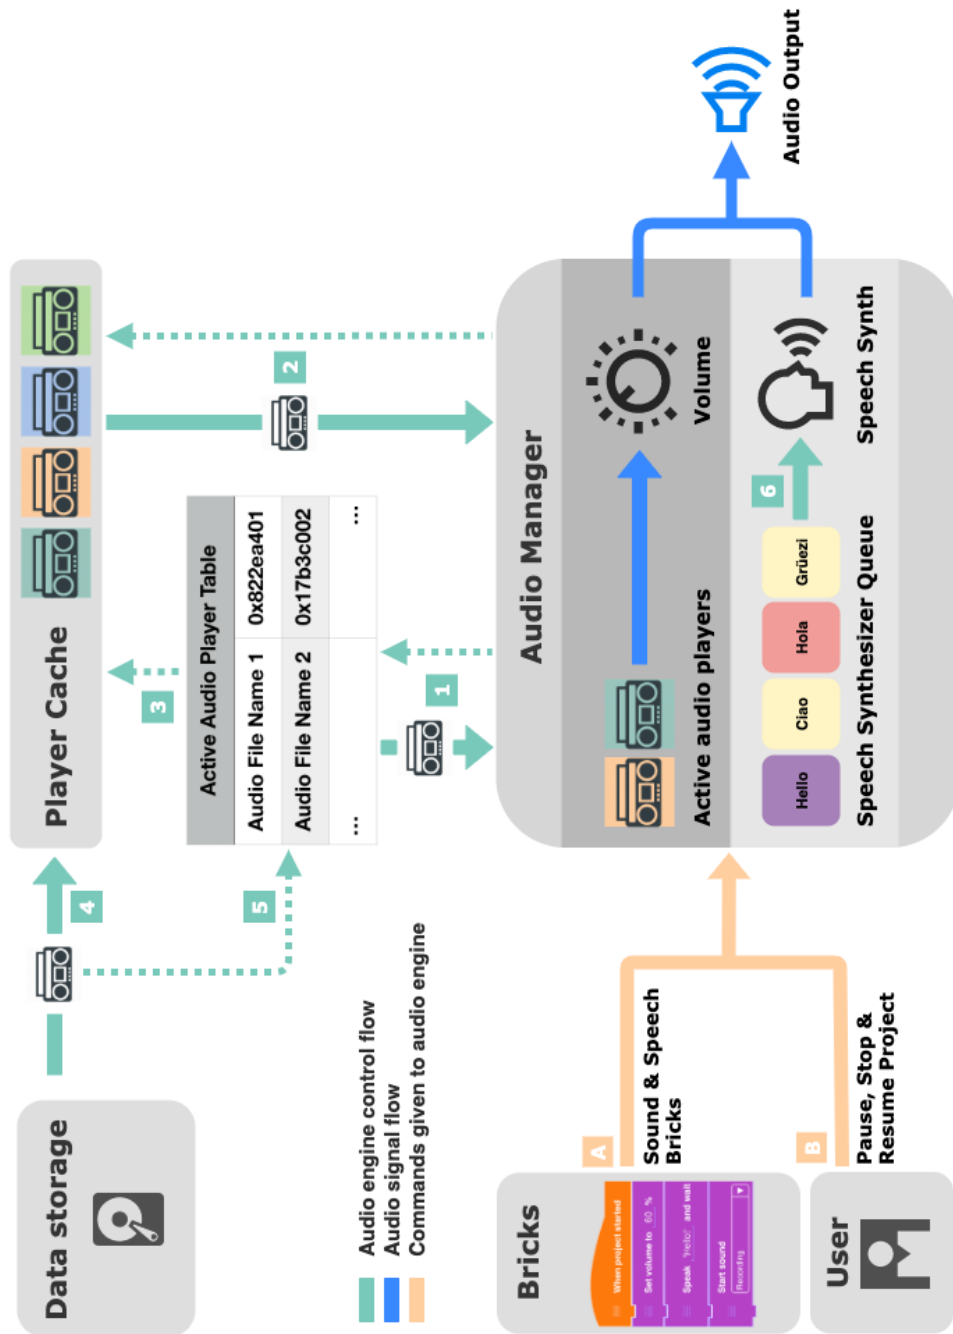 Data storage
4
Player Cache
5
3
Active Audio Player Table
Audio File Name 1 0x822ea401
Audio File Name 2 0x17b3c002
... ...
2
1
Audio engine control flow
Audio signal flow
Commands given to audio engine
Bricks
When project started
Set volume to 60 %
Speak 'Hello' and wait
Start sound
Recording
A
Sound & Speech
Bricks
User
B
Pause, Stop &
Resume Project
Audio Manager
Active audio players
Volume
Hello
Ciao
Hola
Grüezi
6
Speech Synthesizer Queue
Speech Synth
Audio Output